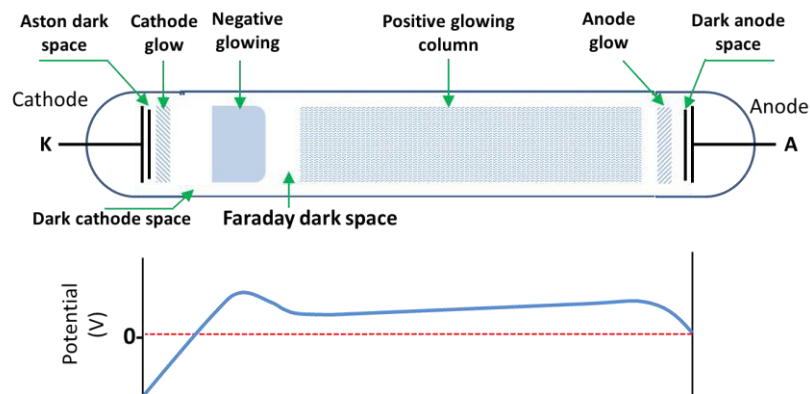 Aston dark
space
Cathode
glow
Negative
glowing
Positive glowing
column
Anode
glow
Dark anode
space
Cathode
Anode
K
A
Dark cathode space
Faraday dark space
Potential
(V)
0